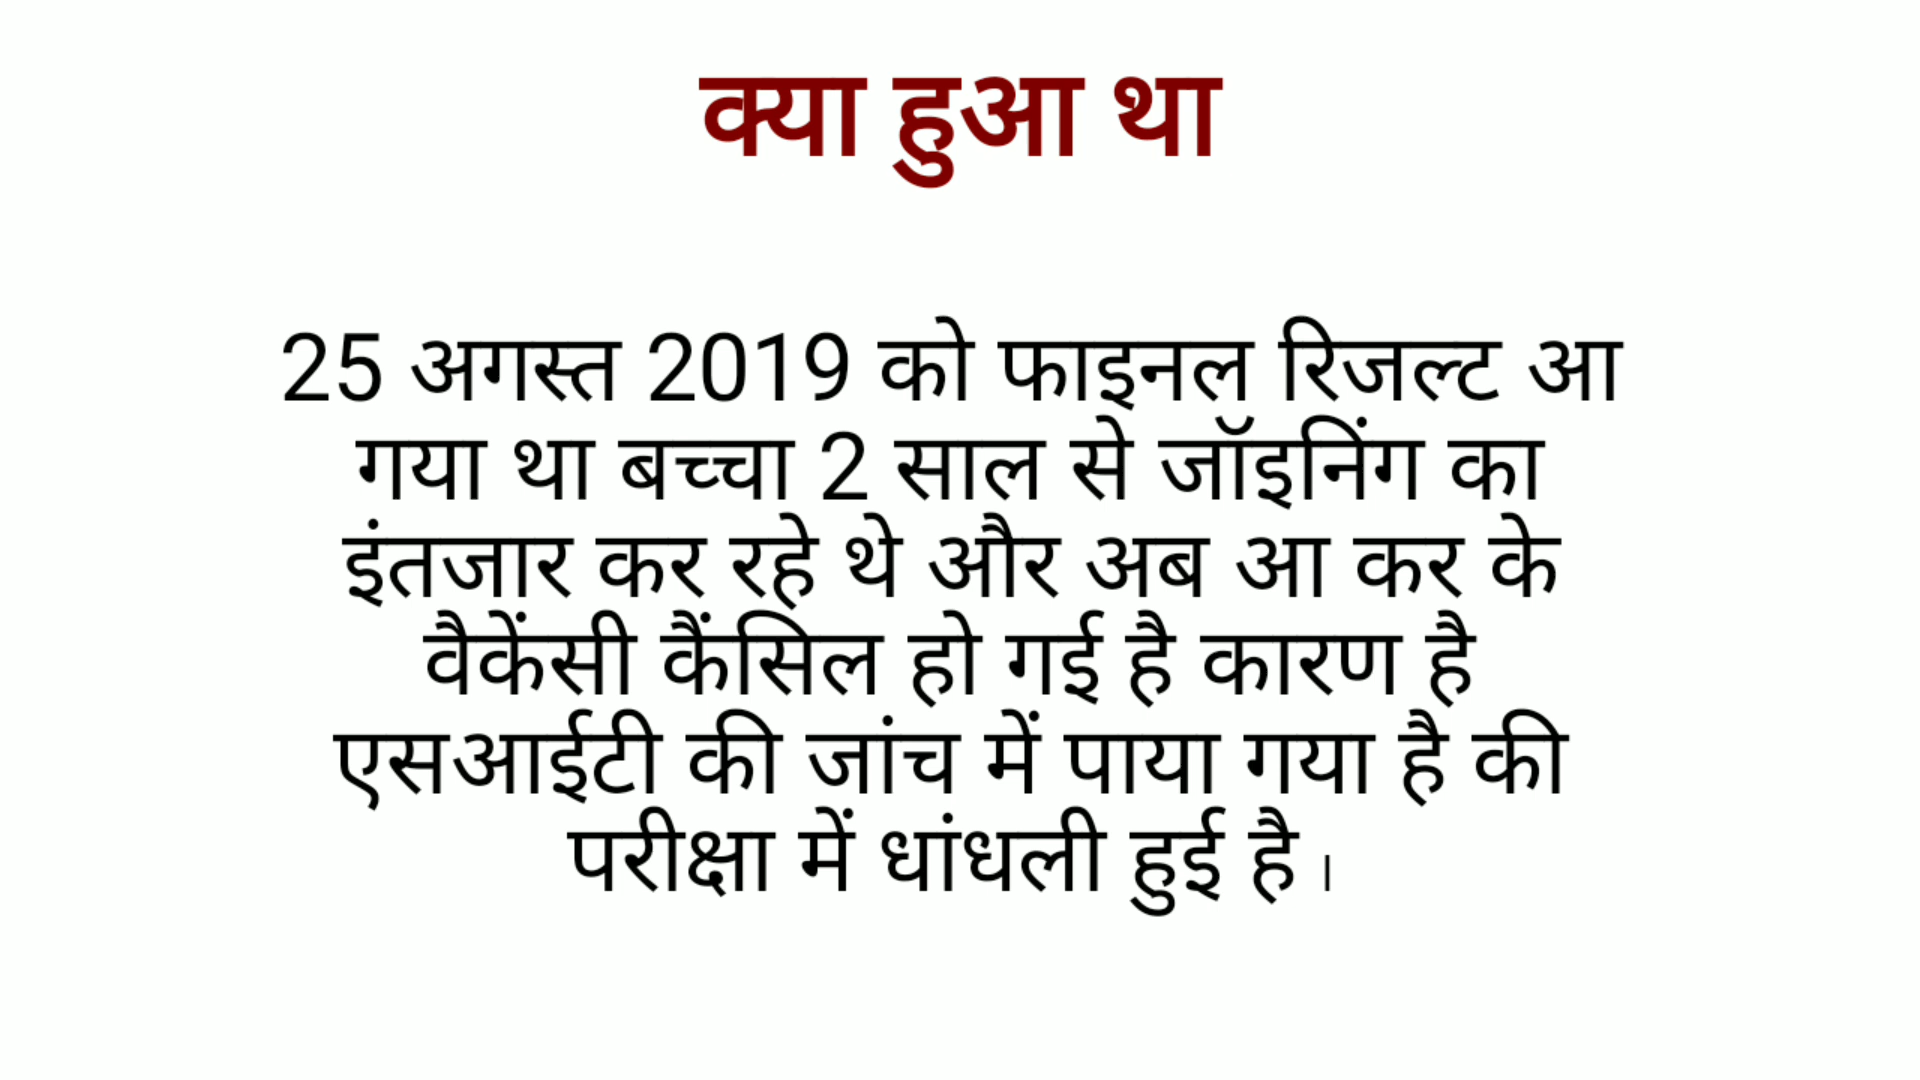 क्या हुआ था
25 अगस्त 2019 को फाइनल रिजल्ट आ
गया था बच्चा 2 साल से जॉइनिंग का
इंतजार कर रहे थे और अब आ कर के
वैकेंसी कैंसिल हो गई है कारण है
एसआईटी की जांच में पाया गया है की
परीक्षा में धांधली हुई है ।